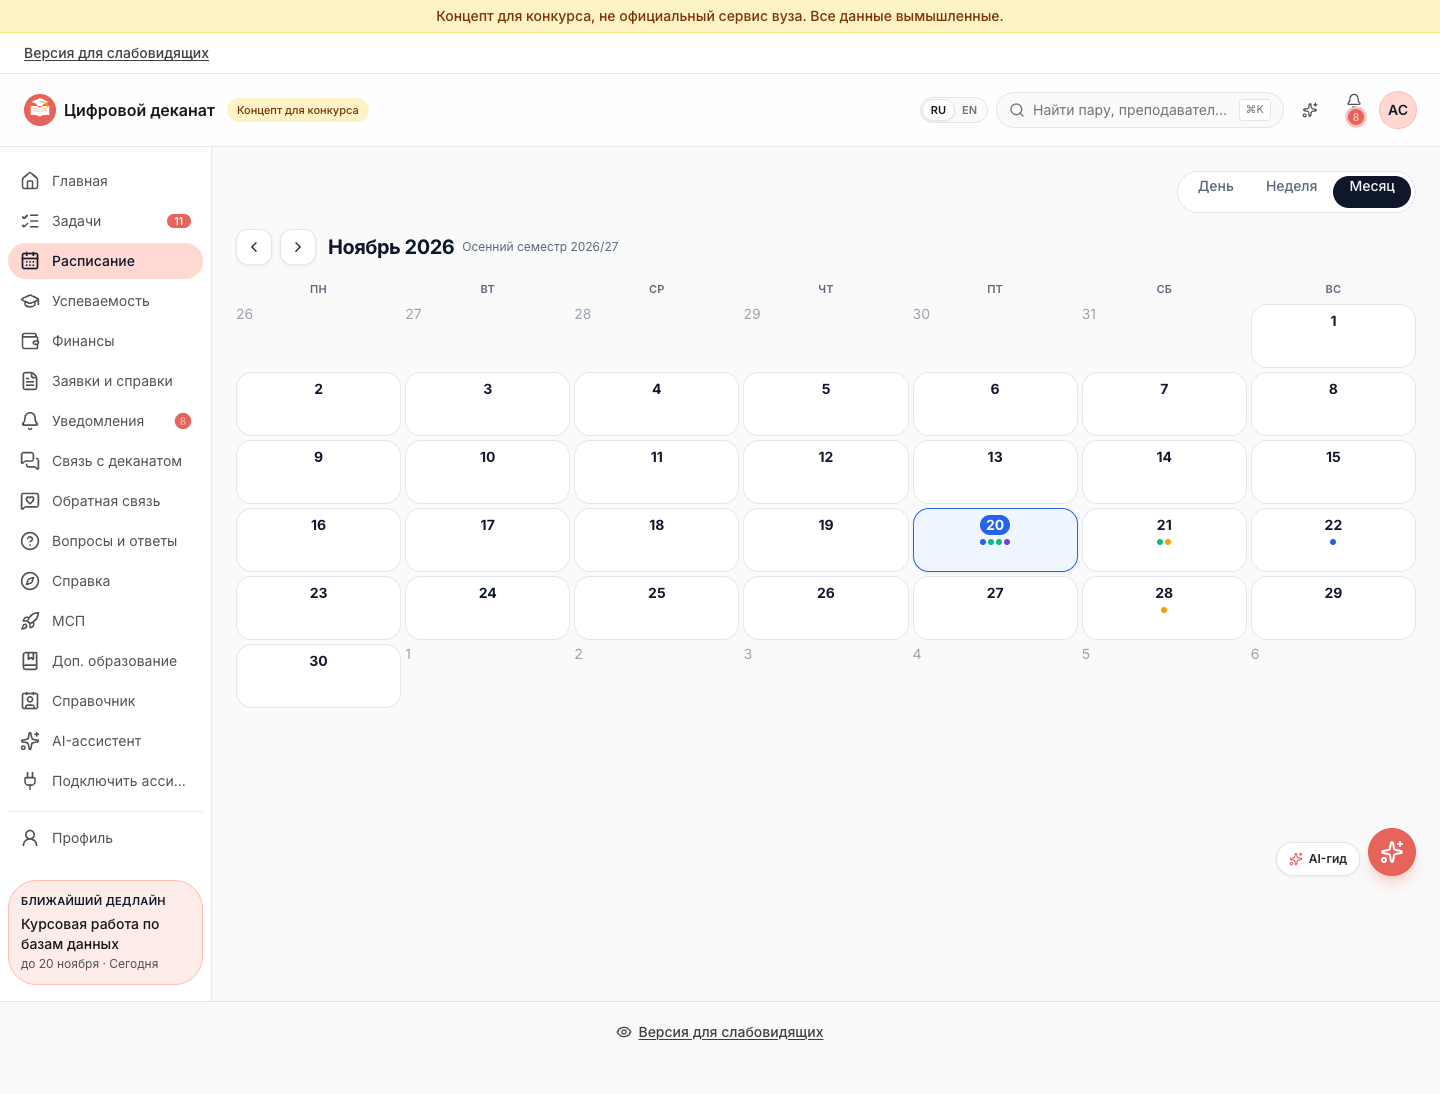 Концепт для конкурса, не официальный сервис вуза. Все данные вымышленные.
Версия для слабовидящих
Цифровой деканат
Концепт для конкурса
RU EN
Найти пару, преподавател... ⌘K
8
АС
Главная
Задачи 11
Расписание
Успеваемость
Финансы
Заявки и справки
Уведомления 8
Связь с деканатом
Обратная связь
Вопросы и ответы
Справка
МСП
Доп. образование
Справочник
AI-ассистент
Подключить асси...
Профиль
БЛИЖАЙШИЙ ДЕДЛАЙН
Курсовая работа по
базам данных
до 20 ноября · Сегодня
День Неделя Месяц
Ноябрь 2026 Осенний семестр 2026/27
ПН ВТ СР ЧТ ПТ СБ ВС
26 27 28 29 30 31 1
2 3 4 5 6 7 8
9 10 11 12 13 14 15
16 17 18 19 20 21 22
23 24 25 26 27 28 29
30 1 2 3 4 5 6
AI-гид
Версия для слабовидящих